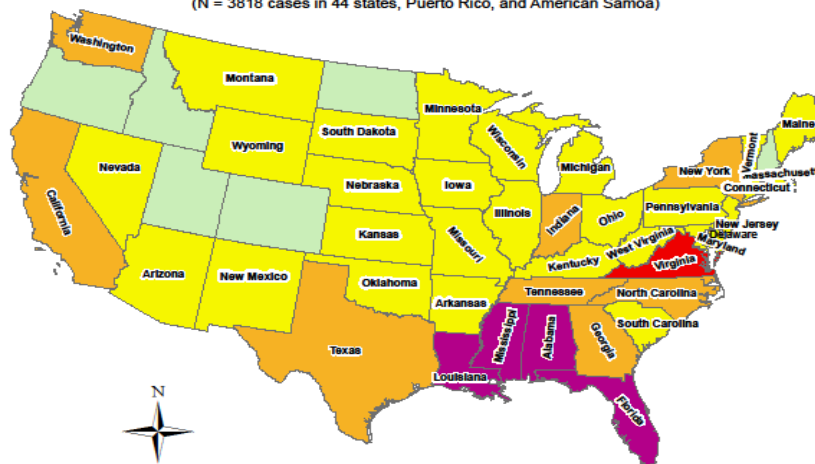 (N = 3818 cases in 44 states, Puerto Rico, and American Samoa)
Washington
Montana
Minnesota
Maine
Vermont
Wisconsin
South Dakota
Wyoming
Michigan
New York
Massachusetts
Connecticut
Nevada
Nebraska
Iowa
Pennsylvania
California
Illinois
Indiana
Ohio
New Jersey
Delaware
Maryland
Kansas
Missouri
West Virginia
Virginia
Kentucky
Arizona
New Mexico
Oklahoma
Arkansas
Tennessee
North Carolina
South Carolina
Texas
Mississippi
Alabama
Georgia
Louisiana
Florida
N